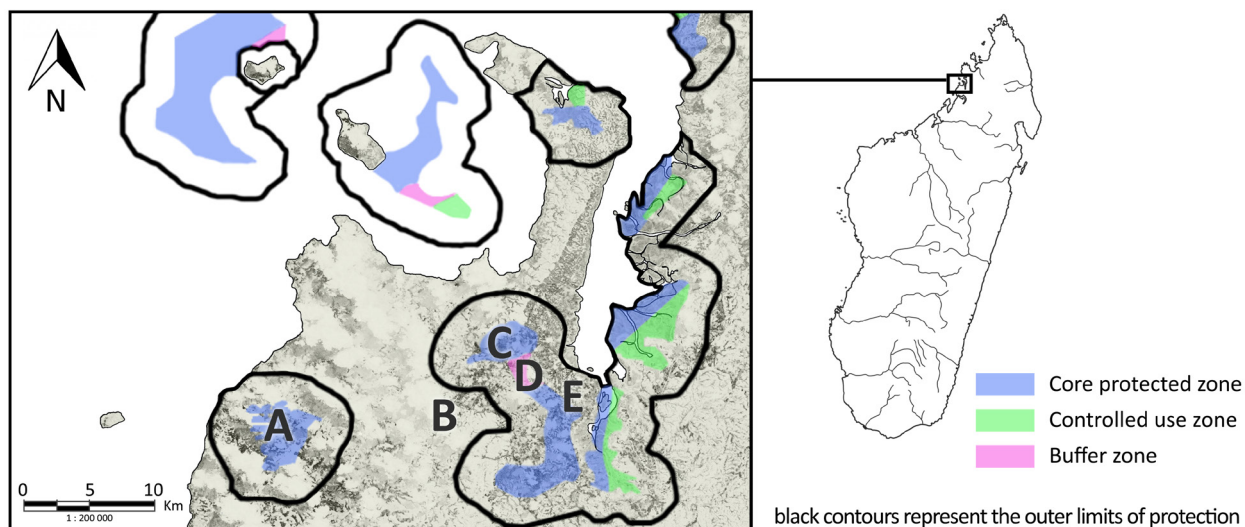 N
A
B
C
D
E
0 5 10
Km
1 : 200 000
Core protected zone
Controlled use zone
Buffer zone
black contours represent the outer limits of protection